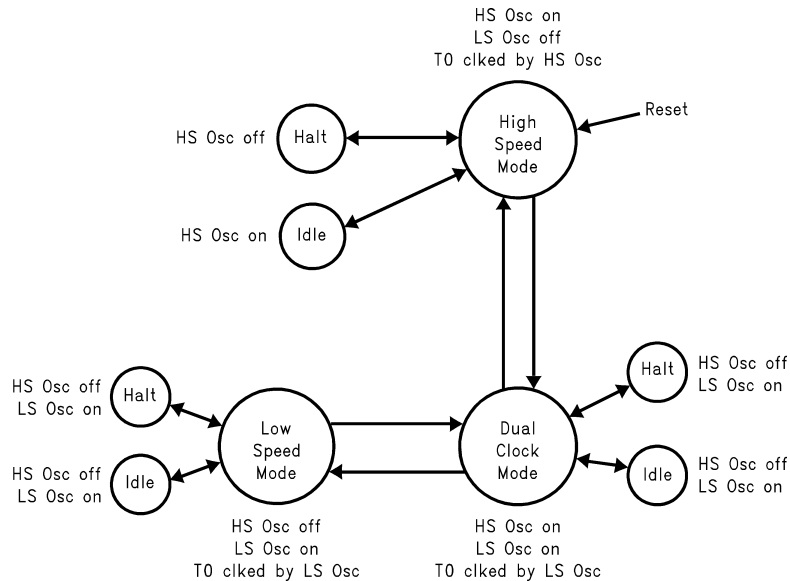 HS Osc on
LS Osc off
T0 clked by HS Osc
High
Speed
Mode
Reset
HS Osc off
Halt
HS Osc on
Idle
HS Osc off
LS Osc on
Halt
HS Osc off
LS Osc on
Idle
Low
Speed
Mode
HS Osc off
LS Osc on
T0 clked by LS Osc
Dual
Clock
Mode
HS Osc on
LS Osc on
T0 clked by LS Osc
Halt
HS Osc off
LS Osc on
Idle
HS Osc off
LS Osc on